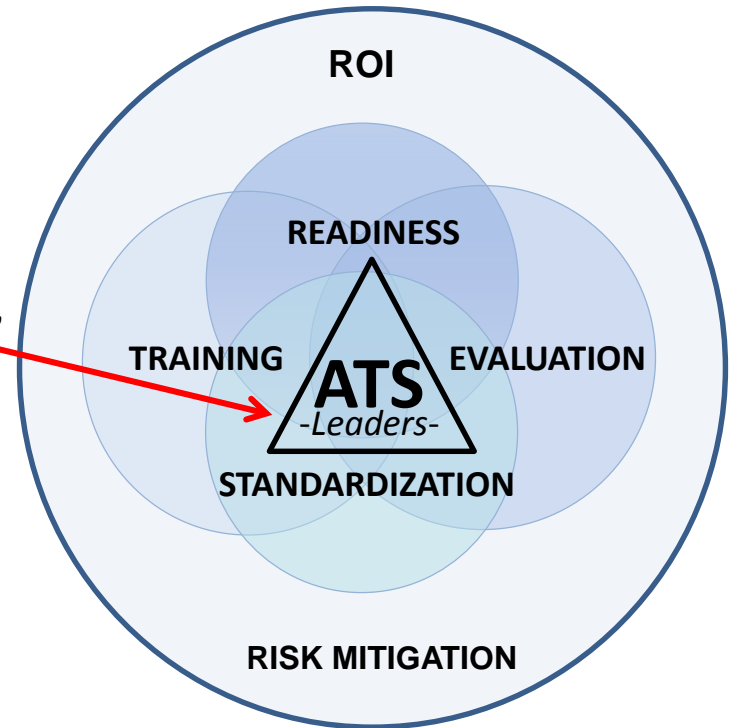 ROI
READINESS
TRAINING
EVALUATION
ATS
-Leaders-
STANDARDIZATION
RISK MITIGATION